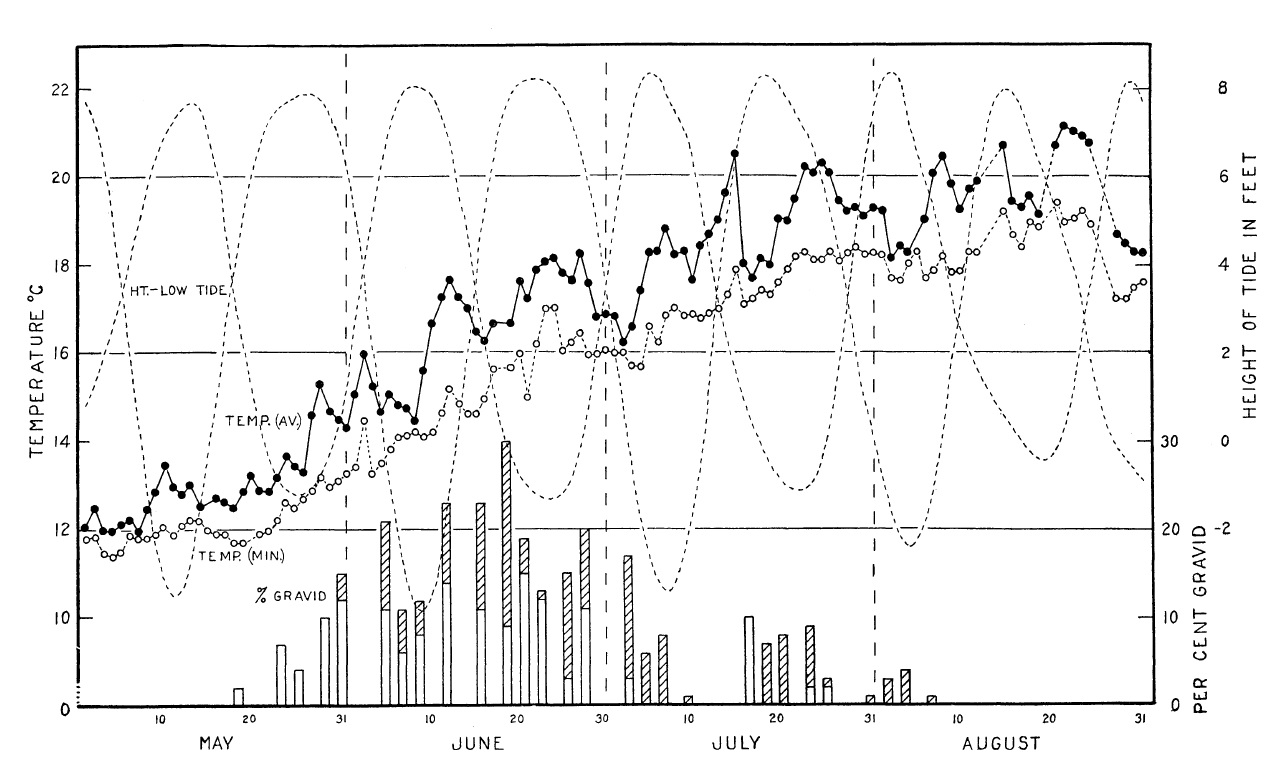 22
20
18
16
14
12
10
0
TEMPERATURE °C
HT.-LOW TIDE
TEMP. (AV.)
TEMP. (MIN.)
% GRAVID
8
6
4
2
0
-2
HEIGHT OF TIDE IN FEET
30
20
10
0
PER CENT GRAVID
10 20 31 10 20 30 10 20 31 10 20 31
MAY JUNE JULY AUGUST